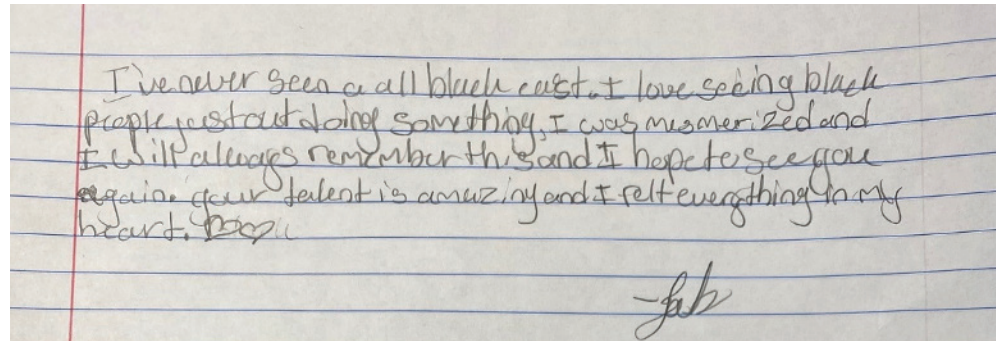 I've never seen a all black cast. I love seeing black
people just out doing something, I was mesmerized and
I will always remember this and I hope to see you
again. your talent is amazing and I felt everything in my
heart.